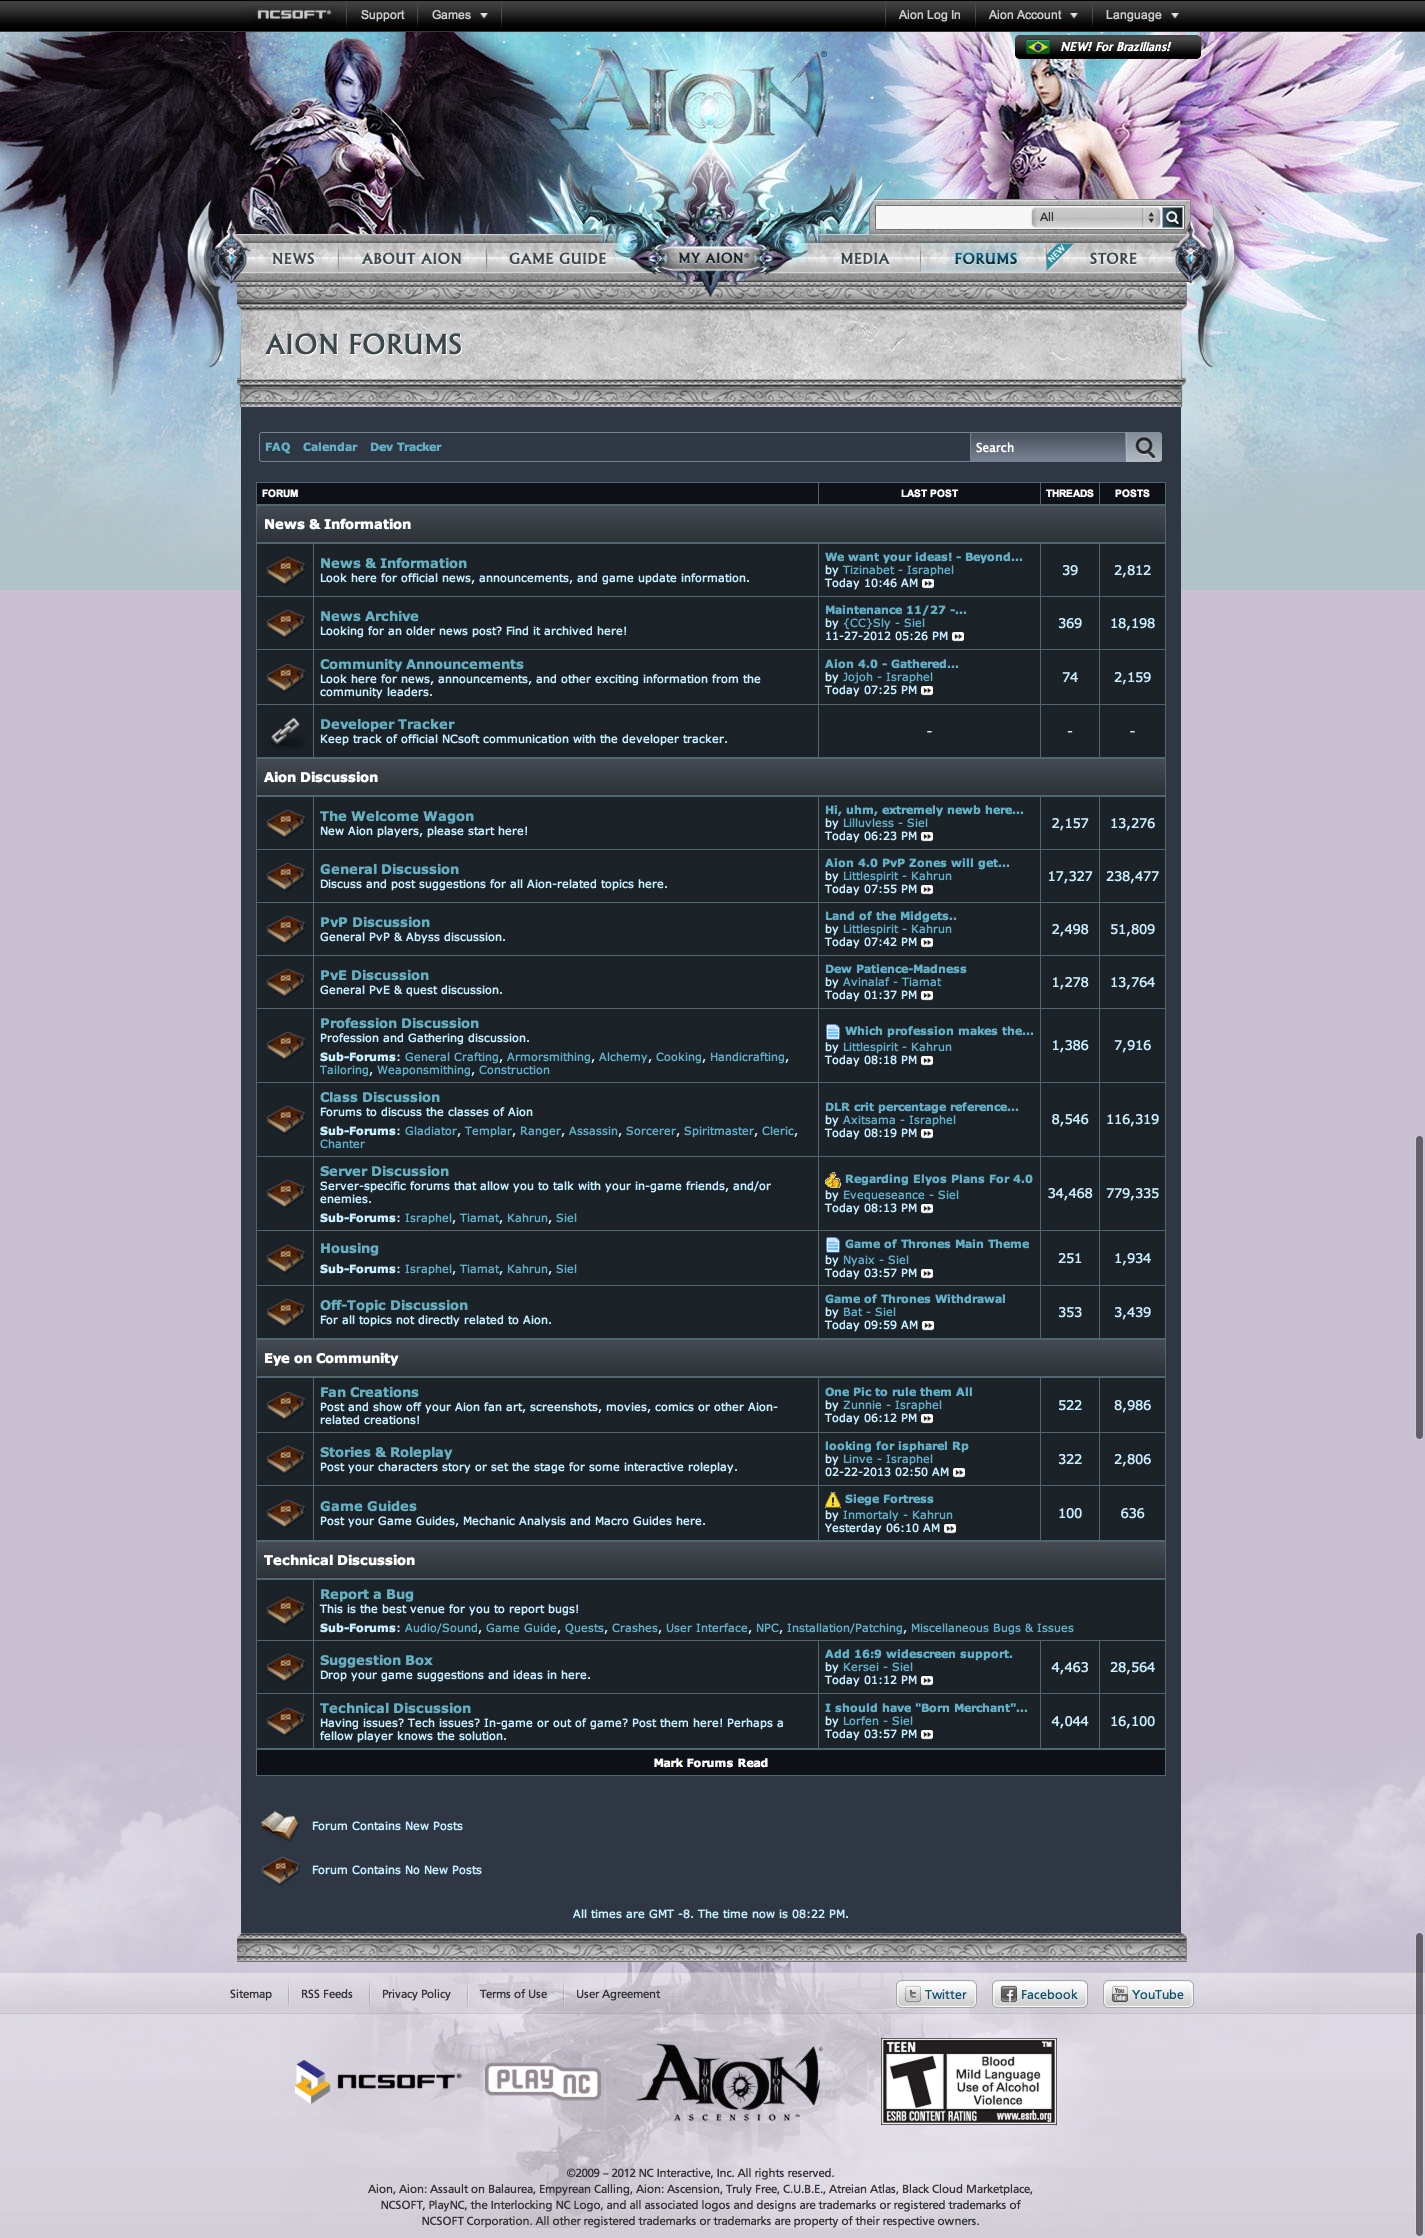 NCSOFT® Support Games Aion Log In Aion Account Language
NEW! For Brazilians!
AION®
All
NEWS ABOUT AION GAME GUIDE MY AION® MEDIA FORUMS NEW STORE
AION FORUMS
FAQ Calendar Dev Tracker Search
FORUM LAST POST THREADS POSTS
News & Information
News & Information
Look here for official news, announcements, and game update information.
We want your ideas! - Beyond...
by Tizinabet - Israphel
Today 10:46 AM
39 2,812
News Archive
Looking for an older news post? Find it archived here!
Maintenance 11/27 -...
by {CC}Sly - Siel
11-27-2012 05:26 PM
369 18,198
Community Announcements
Look here for news, announcements, and other exciting information from the
community leaders.
Aion 4.0 - Gathered...
by Jojoh - Israphel
Today 07:25 PM
74 2,159
Developer Tracker
Keep track of official NCsoft communication with the developer tracker.
- - -
Aion Discussion
The Welcome Wagon
New Aion players, please start here!
Hi, uhm, extremely newb here...
by Lilluvless - Siel
Today 06:23 PM
2,157 13,276
General Discussion
Discuss and post suggestions for all Aion-related topics here.
Aion 4.0 PvP Zones will get...
by Littlespirit - Kahrun
Today 07:55 PM
17,327 238,477
PvP Discussion
General PvP & Abyss discussion.
Land of the Midgets..
by Littlespirit - Kahrun
Today 07:42 PM
2,498 51,809
PvE Discussion
General PvE & quest discussion.
Dew Patience-Madness
by Avinalaf - Tiamat
Today 01:37 PM
1,278 13,764
Profession Discussion
Profession and Gathering discussion.
Sub-Forums: General Crafting, Armorsmithing, Alchemy, Cooking, Handicrafting,
Tailoring, Weaponsmithing, Construction
Which profession makes the...
by Littlespirit - Kahrun
Today 08:18 PM
1,386 7,916
Class Discussion
Forums to discuss the classes of Aion
Sub-Forums: Gladiator, Templar, Ranger, Assassin, Sorcerer, Spiritmaster, Cleric,
Chanter
DLR crit percentage reference...
by Axitsama - Israphel
Today 08:19 PM
8,546 116,319
Server Discussion
Server-specific forums that allow you to talk with your in-game friends, and/or
enemies.
Sub-Forums: Israphel, Tiamat, Kahrun, Siel
Regarding Elyos Plans For 4.0
by Evequeseance - Siel
Today 08:13 PM
34,468 779,335
Housing
Sub-Forums: Israphel, Tiamat, Kahrun, Siel
Game of Thrones Main Theme
by Nyaix - Siel
Today 03:57 PM
251 1,934
Off-Topic Discussion
For all topics not directly related to Aion.
Game of Thrones Withdrawal
by Bat - Siel
Today 09:59 AM
353 3,439
Eye on Community
Fan Creations
Post and show off your Aion fan art, screenshots, movies, comics or other Aion-
related creations!
One Pic to rule them All
by Zunnie - Israphel
Today 06:12 PM
522 8,986
Stories & Roleplay
Post your characters story or set the stage for some interactive roleplay.
looking for ispharel Rp
by Linve - Israphel
02-22-2013 02:50 AM
322 2,806
Game Guides
Post your Game Guides, Mechanic Analysis and Macro Guides here.
Siege Fortress
by Inmortaly - Kahrun
Yesterday 06:10 AM
100 636
Technical Discussion
Report a Bug
This is the best venue for you to report bugs!
Sub-Forums: Audio/Sound, Game Guide, Quests, Crashes, User Interface, NPC, Installation/Patching, Miscellaneous Bugs & Issues
Suggestion Box
Drop your game suggestions and ideas in here.
Add 16:9 widescreen support.
by Kersei - Siel
Today 01:12 PM
4,463 28,564
Technical Discussion
Having issues? Tech issues? In-game or out of game? Post them here! Perhaps a
fellow player knows the solution.
I should have "Born Merchant"...
by Lorfen - Siel
Today 03:57 PM
4,044 16,100
Mark Forums Read
Forum Contains New Posts
Forum Contains No New Posts
All times are GMT -8. The time now is 08:22 PM.
Sitemap RSS Feeds Privacy Policy Terms of Use User Agreement Twitter Facebook YouTube
NCSOFT® PLAY NC AION® ASCENSION™
TEEN ™
T
Blood
Mild Language
Use of Alcohol
Violence
ESRB CONTENT RATING www.esrb.org
©2009 – 2012 NC Interactive, Inc. All rights reserved.
Aion, Aion: Assault on Balaurea, Empyrean Calling, Aion: Ascension, Truly Free, C.U.B.E., Atreian Atlas, Black Cloud Marketplace,
NCSOFT, PlayNC, the Interlocking NC Logo, and all associated logos and designs are trademarks or registered trademarks of
NCSOFT Corporation. All other registered trademarks or trademarks are property of their respective owners.